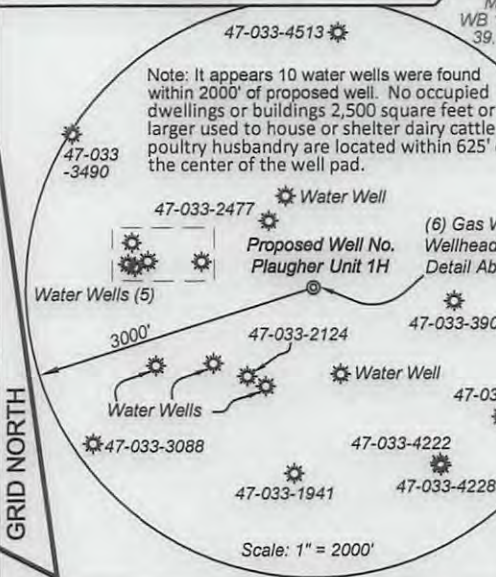 M
WB
39.
47-033-4513
Note: It appears 10 water wells were found
within 2000' of proposed well. No occupied
dwellings or buildings 2,500 square feet or
larger used to house or shelter dairy cattle
poultry husbandry are located within 625'
the center of the well pad.
47-033
-3490
Water Well
47-033-2477
(6) Gas W
Proposed Well No.
Wellhead
Plaugher Unit 1H
Detail Ab
Water Wells (5)
47-033-390
3000'
47-033-2124
Water Well
Water Wells
47-03
47-033-3088
47-033-4222
47-033-1941
47-033-4228
GRID NORTH
Scale: 1" = 2000'